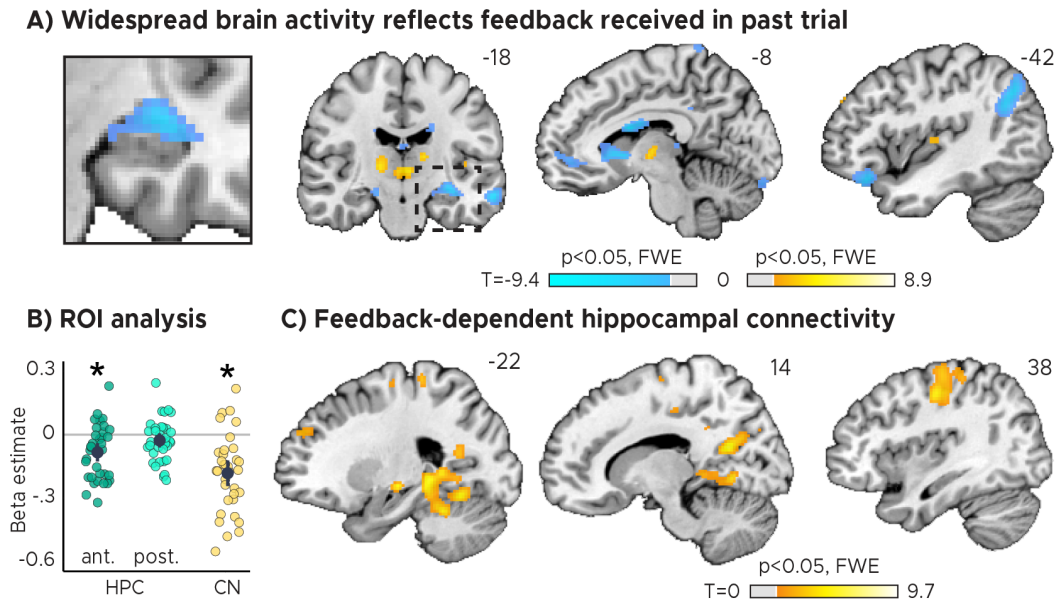 A) Widespread brain activity reflects feedback received in past trial
-18
-8
-42
p<0.05, FWE
p<0.05, FWE
T=-9.4
0
8.9
B) ROI analysis
C) Feedback-dependent hippocampal connectivity
-22
14
38
Beta estimate
0.3
0
-.3
-0.6
*
*
ant.
post.
HPC
CN
p<0.05, FWE
T=0
9.7